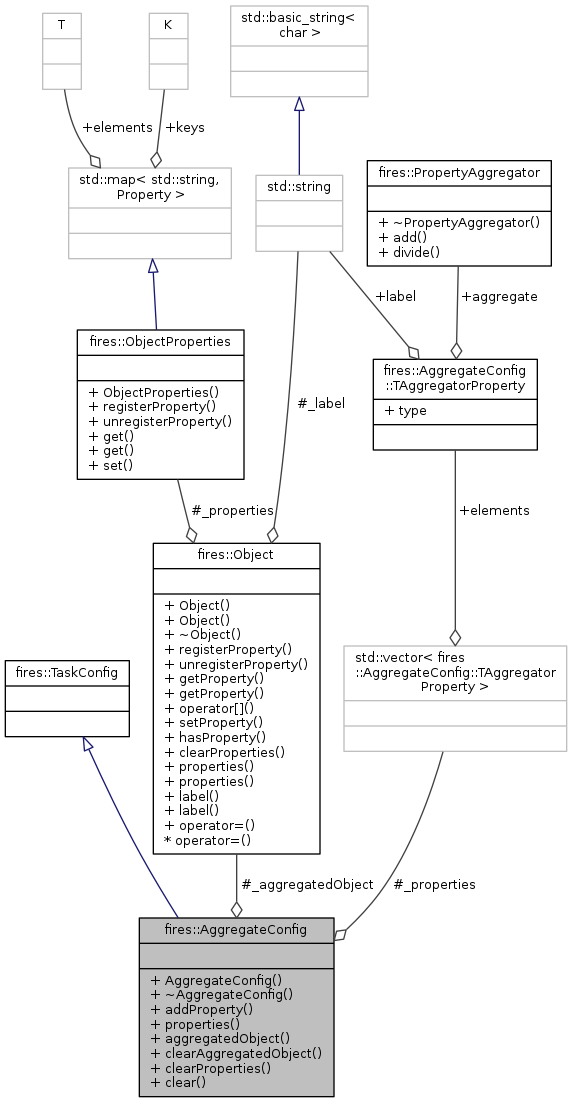 T
K
std::basic_string<
char >
+elements
+keys
std::map< std::string,
Property >
std::string
fires::PropertyAggregator
+ ~PropertyAggregator()
+ add()
+ divide()
+label
+aggregate
fires::ObjectProperties
+ ObjectProperties()
+ registerProperty()
+ unregisterProperty()
+ get()
+ get()
+ set()
#_label
fires::AggregateConfig
::TAggregatorProperty
+ type
#_properties
+elements
fires::Object
+ Object()
+ Object()
+ ~Object()
+ registerProperty()
+ unregisterProperty()
+ getProperty()
+ getProperty()
+ operator[]()
+ setProperty()
+ hasProperty()
+ clearProperties()
+ properties()
+ properties()
+ label()
+ label()
+ operator=()
* operator=()
fires::TaskConfig
std::vector< fires
::AggregateConfig::TAggregator
Property >
#_aggregatedObject
#_properties
fires::AggregateConfig
+ AggregateConfig()
+ ~AggregateConfig()
+ addProperty()
+ properties()
+ aggregatedObject()
+ clearAggregatedObject()
+ clearProperties()
+ clear()